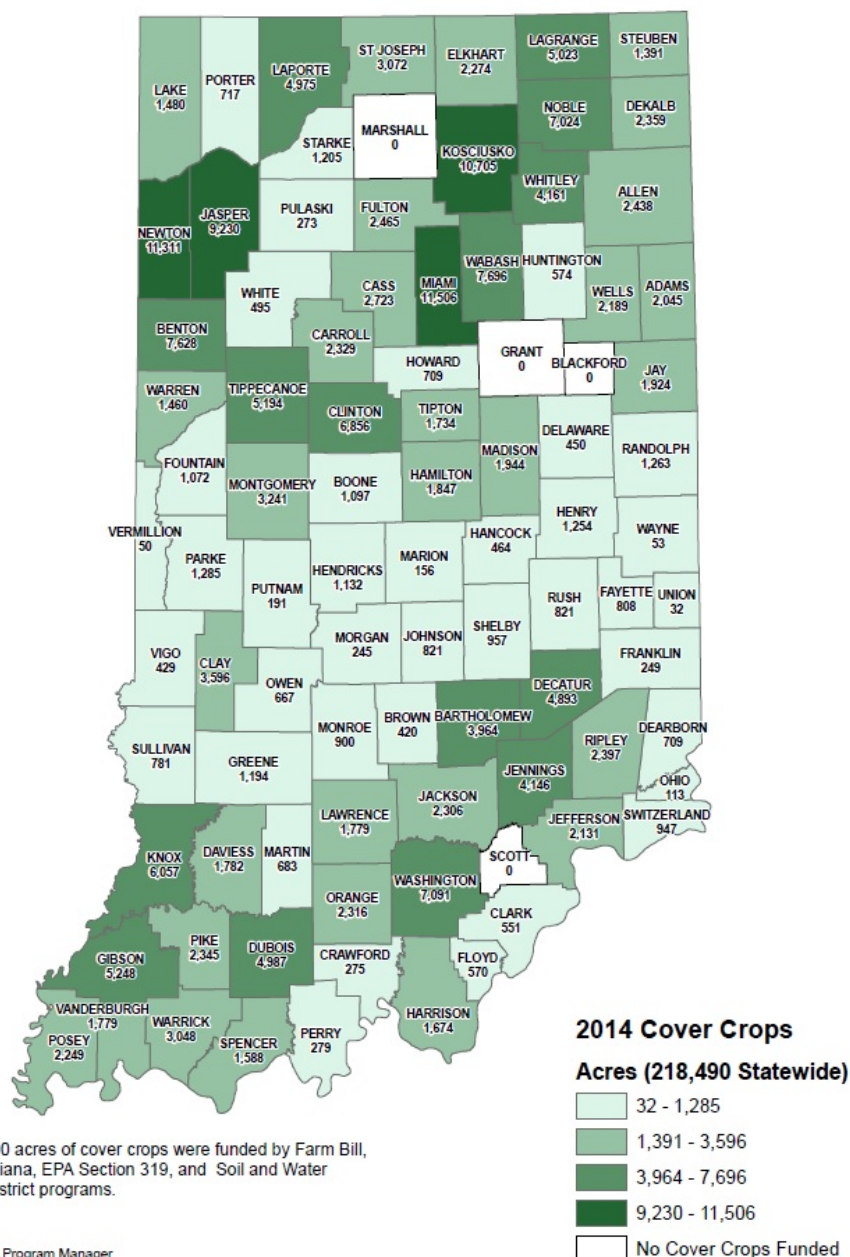 LAKE
1,480
PORTER
717
LAPORTE
4,975
ST JOSEPH
3,072
ELKHART
2,274
LAGRANGE
5,023
STEUBEN
1,391
NOBLE
7,024
DEKALB
2,359
STARKE
1,205
MARSHALL
0
KOSCIUSKO
10,705
WHITLEY
4,161
ALLEN
2,438
NEWTON
11,311
JASPER
9,230
PULASKI
273
FULTON
2,465
WHITE
495
CASS
2,723
MIAMI
11,506
WABASH
7,696
HUNTINGTON
574
WELLS
2,189
ADAMS
2,045
BENTON
7,628
CARROLL
2,329
HOWARD
709
GRANT
0
BLACKFORD
0
JAY
1,924
WARREN
1,460
TIPPECANOE
5,194
CLINTON
6,856
TIPTON
1,734
MADISON
1,944
DELAWARE
450
RANDOLPH
1,263
FOUNTAIN
1,072
MONTGOMERY
3,241
BOONE
1,097
HAMILTON
1,847
HENRY
1,254
WAYNE
53
VERMILLION
50
PARKE
1,285
PUTNAM
191
HENDRICKS
1,132
MARION
156
HANCOCK
464
RUSH
821
FAYETTE
808
UNION
32
VIGO
429
CLAY
3,596
OWEN
667
MORGAN
245
JOHNSON
821
SHELBY
957
FRANKLIN
249
DECATUR
4,893
SULLIVAN
781
GREENE
1,194
MONROE
900
BROWN
420
BARTHOLOMEW
3,964
JENNINGS
4,146
RIPLEY
2,397
DEARBORN
709
OHIO
113
KNOX
6,057
DAVIESS
1,782
MARTIN
683
LAWRENCE
1,779
JACKSON
2,306
JEFFERSON
2,131
SWITZERLAND
947
SCOTT
0
ORANGE
2,316
WASHINGTON
7,091
CLARK
551
GIBSON
5,248
PIKE
2,345
DUBOIS
4,987
CRAWFORD
275
FLOYD
570
HARRISON
1,674
POSEY
2,249
VANDERBURGH
1,779
WARRICK
3,048
SPENCER
1,588
PERRY
279
2014 Cover Crops
Acres (218,490 Statewide)
32 - 1,285
1,391 - 3,596
3,964 - 7,696
9,230 - 11,506
No Cover Crops Funded
0 acres of cover crops were funded by Farm Bill,
iana, EPA Section 319, and Soil and Water
strict programs.
Program Manager